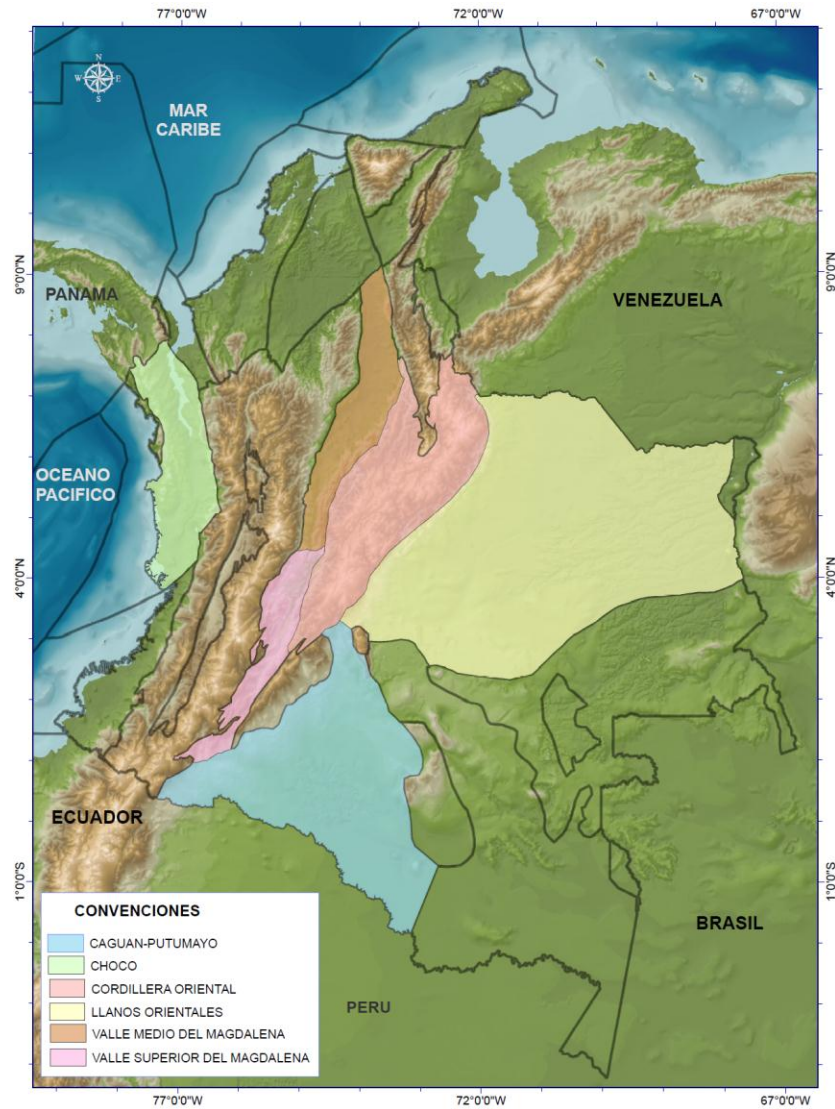 77°0'0"W 72°0'0"W 67°0'0"W
N
W E
S
MAR
CARIBE
9°0'0"N 9°0'0"N
PANAMA
VENEZUELA
OCEANO
PACIFICO
4°0'0"N 4°0'0"N
ECUADOR
1°0'0"S 1°0'0"S
BRASIL
PERU
CONVENCIONES
CAGUAN-PUTUMAYO
CHOCO
CORDILLERA ORIENTAL
LLANOS ORIENTALES
VALLE MEDIO DEL MAGDALENA
VALLE SUPERIOR DEL MAGDALENA
77°0'0"W 72°0'0"W 67°0'0"W